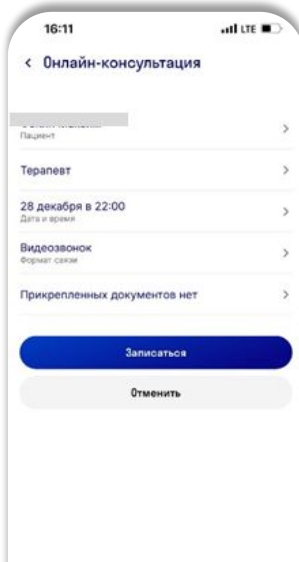 16:11 LTE
Онлайн-консультация
Пациент
Терапевт
28 декабря в 22:00
Дата и время
Видеозвонок
Формат связи
Прикрепленных документов нет
Записаться
Отменить